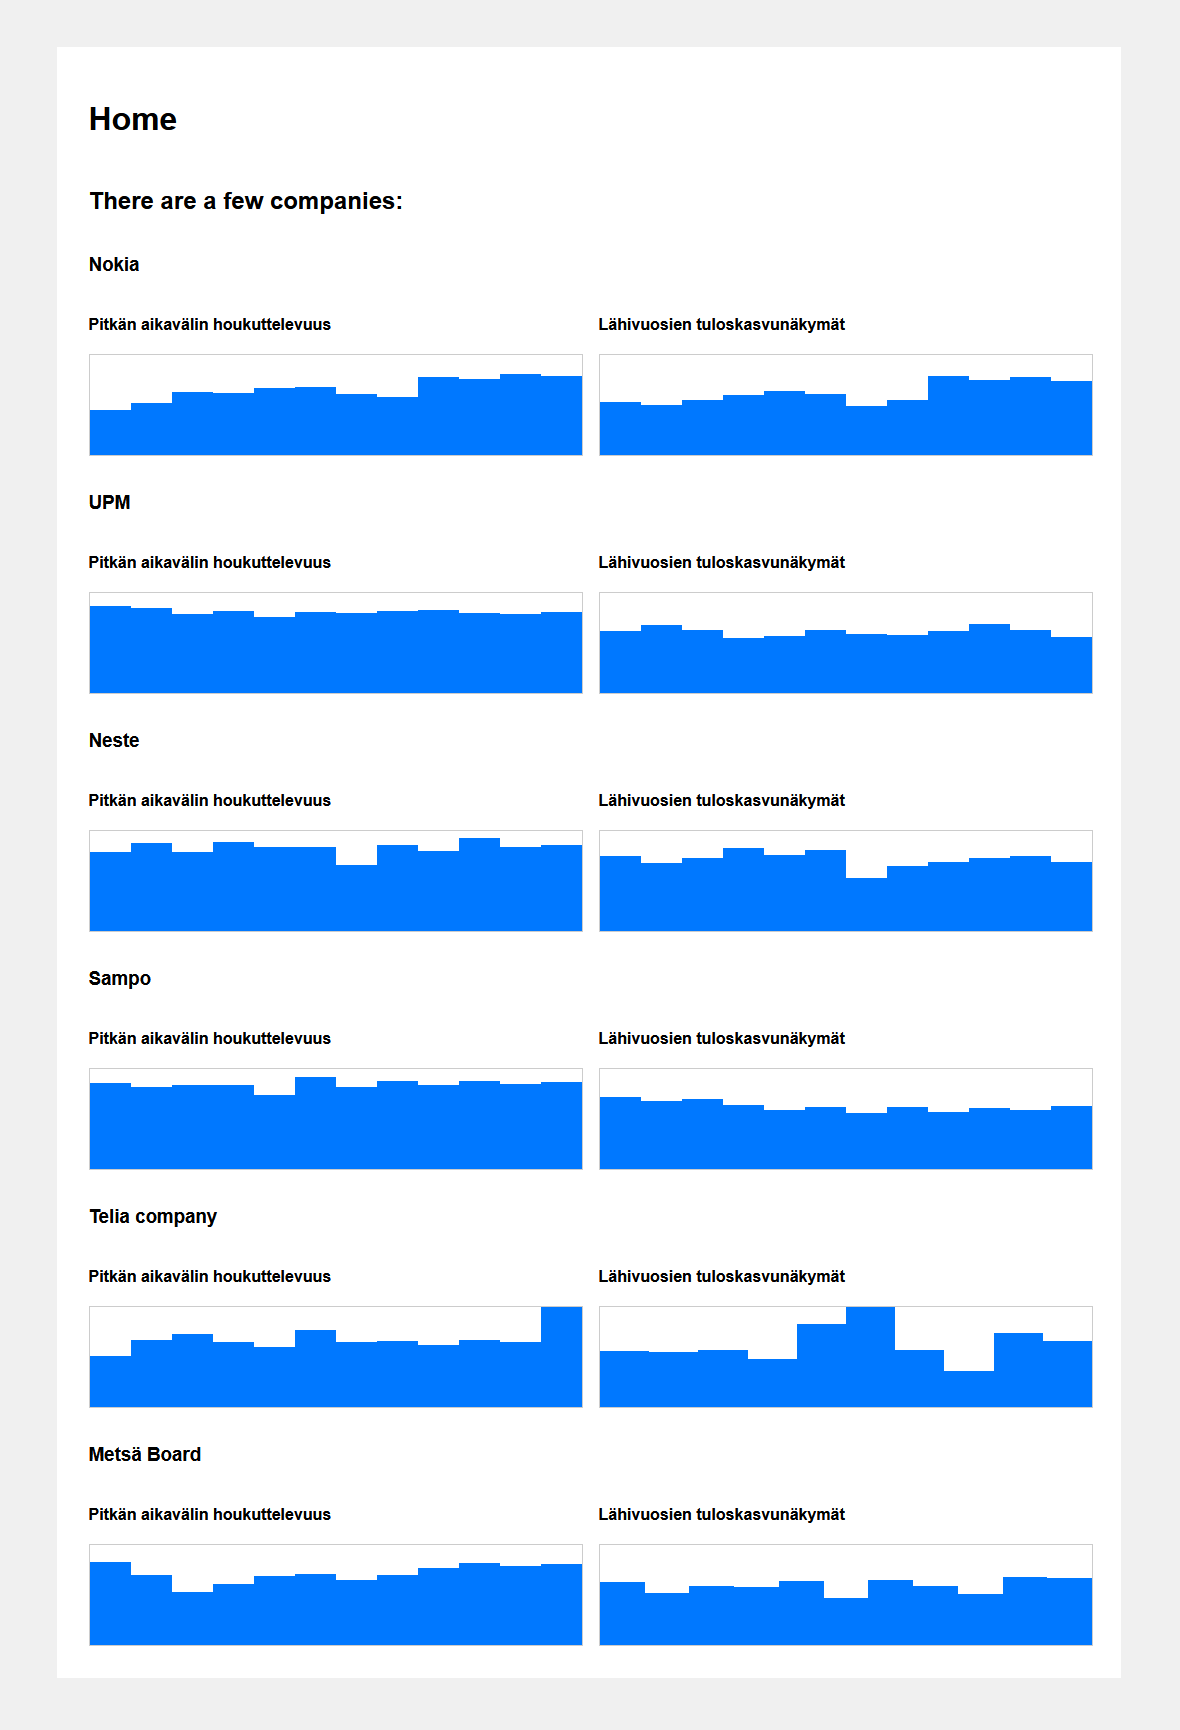 Home
There are a few companies:
Nokia
Pitkän aikavälin houkuttelevuus
Lähivuosien tuloskasvunäkymät
UPM
Pitkän aikavälin houkuttelevuus
Lähivuosien tuloskasvunäkymät
Neste
Pitkän aikavälin houkuttelevuus
Lähivuosien tuloskasvunäkymät
Sampo
Pitkän aikavälin houkuttelevuus
Lähivuosien tuloskasvunäkymät
Telia company
Pitkän aikavälin houkuttelevuus
Lähivuosien tuloskasvunäkymät
Metsä Board
Pitkän aikavälin houkuttelevuus
Lähivuosien tuloskasvunäkymät